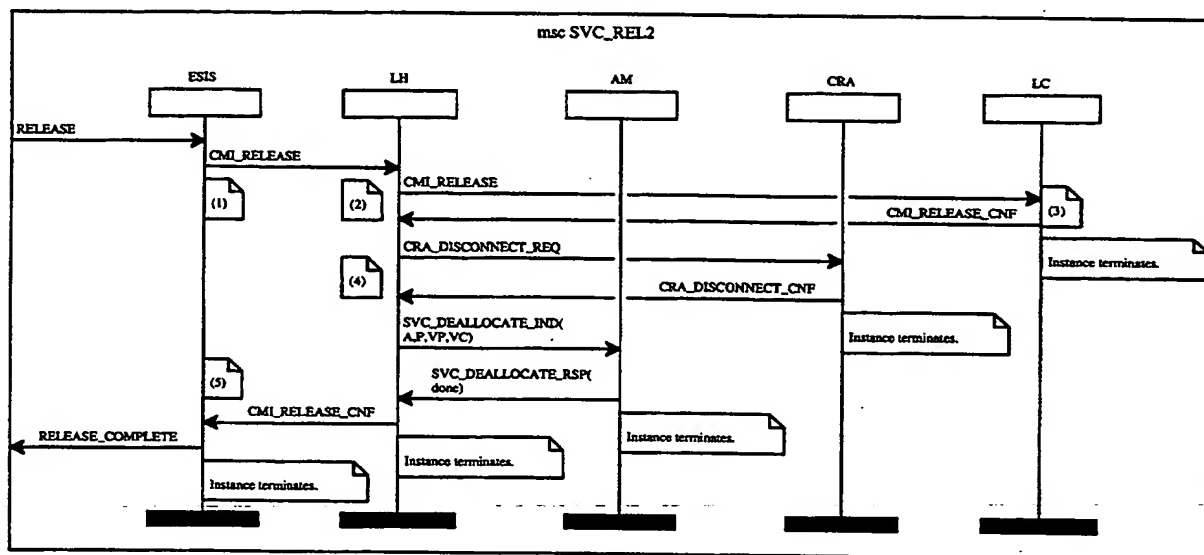 msc SVC_REL2
ESIS
LH
AM
CRA
LC
RELEASE
CMI_RELEASE
CMI_RELEASE
(1)
(2)
(3)
CMI_RELEASE_CNF
CRA_DISCONNECT_REQ
Instance terminates.
(4)
CRA_DISCONNECT_CNF
SVC_DEALLOCATE_IND(
A,P,VP,VC)
Instance terminates.
SVC_DEALLOCATE_RSP(
done)
(5)
CMI_RELEASE_CNF
Instance terminates.
RELEASE_COMPLETE
Instance terminates.
Instance terminates.